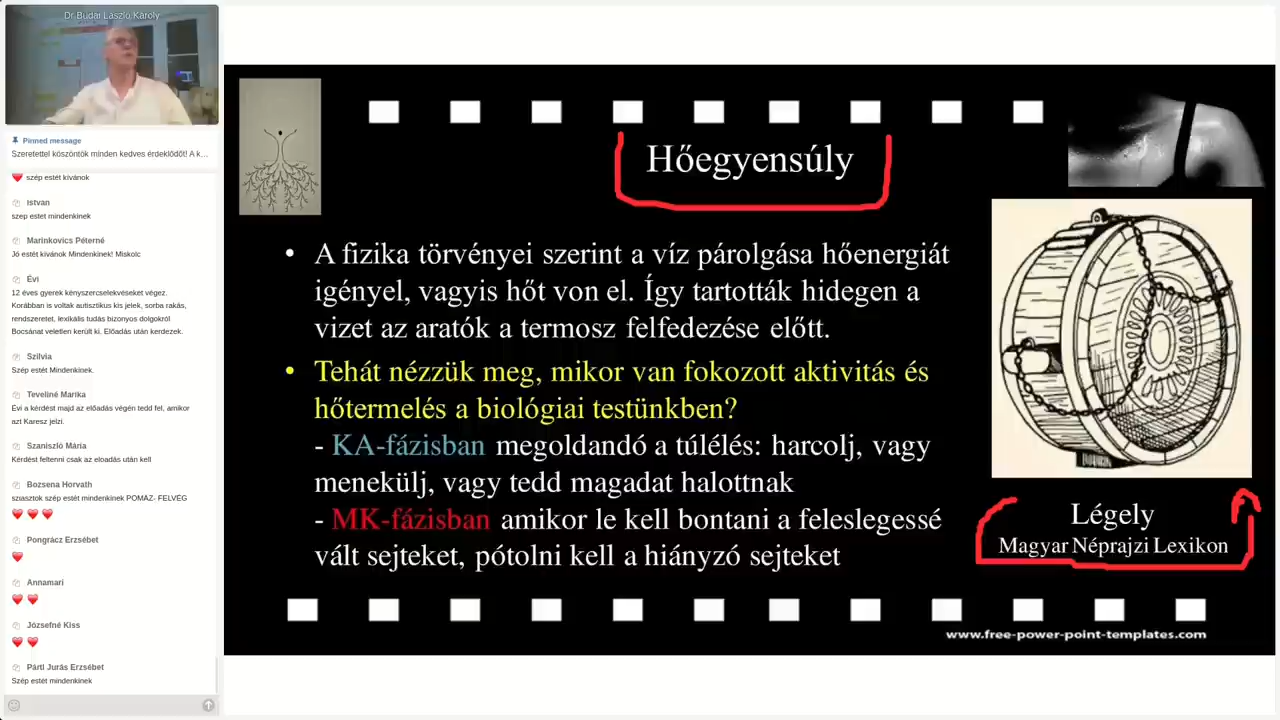 Dr Budai László Károly
Pinned message
Szeretettel köszöntök minden kedves érdeklődőt! A k…
szép estét kívánok
istvan
szep estet mindenkinek
Marinkovics Péterné
Jó estét kívánok Mindenkinek! Miskolc
Évi
12 éves gyerek kényszercselekvéseket végez.
Korábban is voltak autisztikus kis jelek, sorba rakás,
rendszeretet, lexikális tudás bizonyos dolgokról
Bocsánat veletlen került ki. Előadás után kerdezek.
Szilvia
Szép estét Mindenkinek.
Teveliné Marika
Évi a kérdést majd az előadás végén tedd fel, amikor
azt Karesz jelzi.
Szaniszló Mária
Kérdést feltenni csak az eloadás után kell
Bozsena Horvath
sziasztok szép estét mindenkinek POMÁZ- FELVÉG
Pongrácz Erzsébet
Annamari
Józsefné Kiss
Pártl Jurás Erzsébet
Szép estét mindenkinek
Hőegyensúly
• A fizika törvényei szerint a víz párolgása hőenergiát
igényel, vagyis hőt von el. Így tartották hidegen a
vizet az aratók a termosz felfedezése előtt.
• Tehát nézzük meg, mikor van fokozott aktivitás és
hőtermelés a biológiai testünkben?
- KA-fázisban megoldandó a túlélés: harcolj, vagy
menekülj, vagy tedd magadat halottnak
- MK-fázisban amikor le kell bontani a feleslegessé
vált sejteket, pótolni kell a hiányzó sejteket
Légely
Magyar Néprajzi Lexikon
www.free-power-point-templates.com